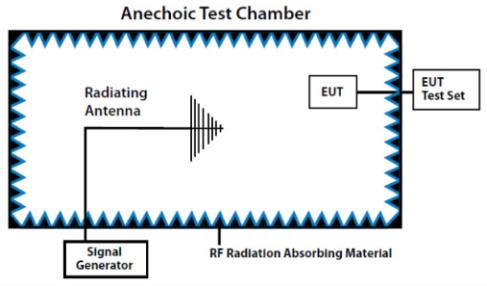 Anechoic Test Chamber
Radiating
Antenna
EUT
EUT
Test Set
Signal
Generator
RF Radiation Absorbing Material